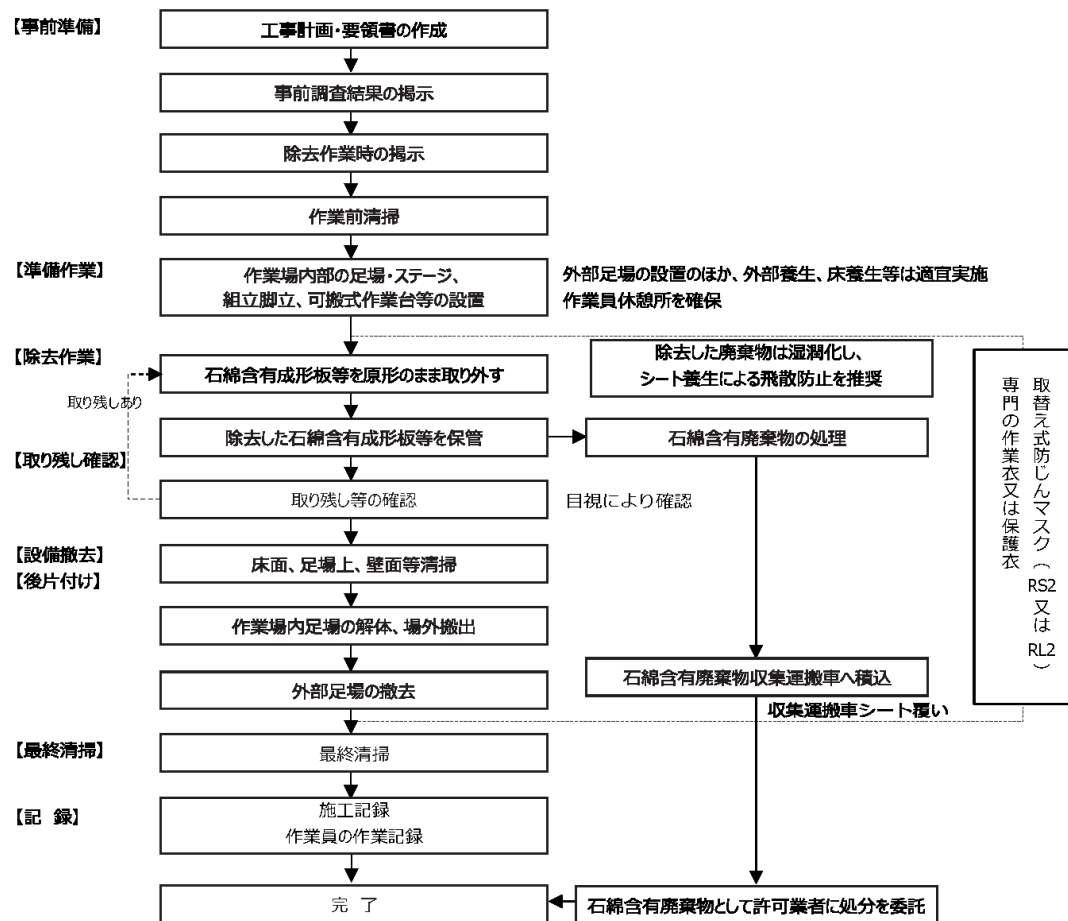 【事前準備】
工事計画・要領書の作成
事前調査結果の掲示
除去作業時の掲示
作業前清掃
【準備作業】
作業場内部の足場・ステージ、
組立脚立、可搬式作業台等の設置
外部足場の設置のほか、外部養生、床養生等は適宜実施
作業員休憩所を確保
【除去作業】
石綿含有成形板等を原形のまま取り外す
除去した廃棄物は湿潤化し、
シート養生による飛散防止を推奨
取り残しあり
除去した石綿含有成形板等を保管
石綿含有廃棄物の処理
【取り残し確認】
取り残し等の確認
目視により確認
取替え式防じんマスク（RS2又はRL2）
専門の作業衣又は保護衣
【設備撤去】
【後片付け】
床面、足場上、壁面等清掃
作業場内足場の解体、場外搬出
外部足場の撤去
石綿含有廃棄物収集運搬車へ積込
収集運搬車シート覆い
【最終清掃】
最終清掃
【記 録】
施工記録
作業員の作業記録
完 了
石綿含有廃棄物として許可業者に処分を委託